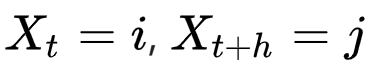 X_t = i, X_{t+h} = j